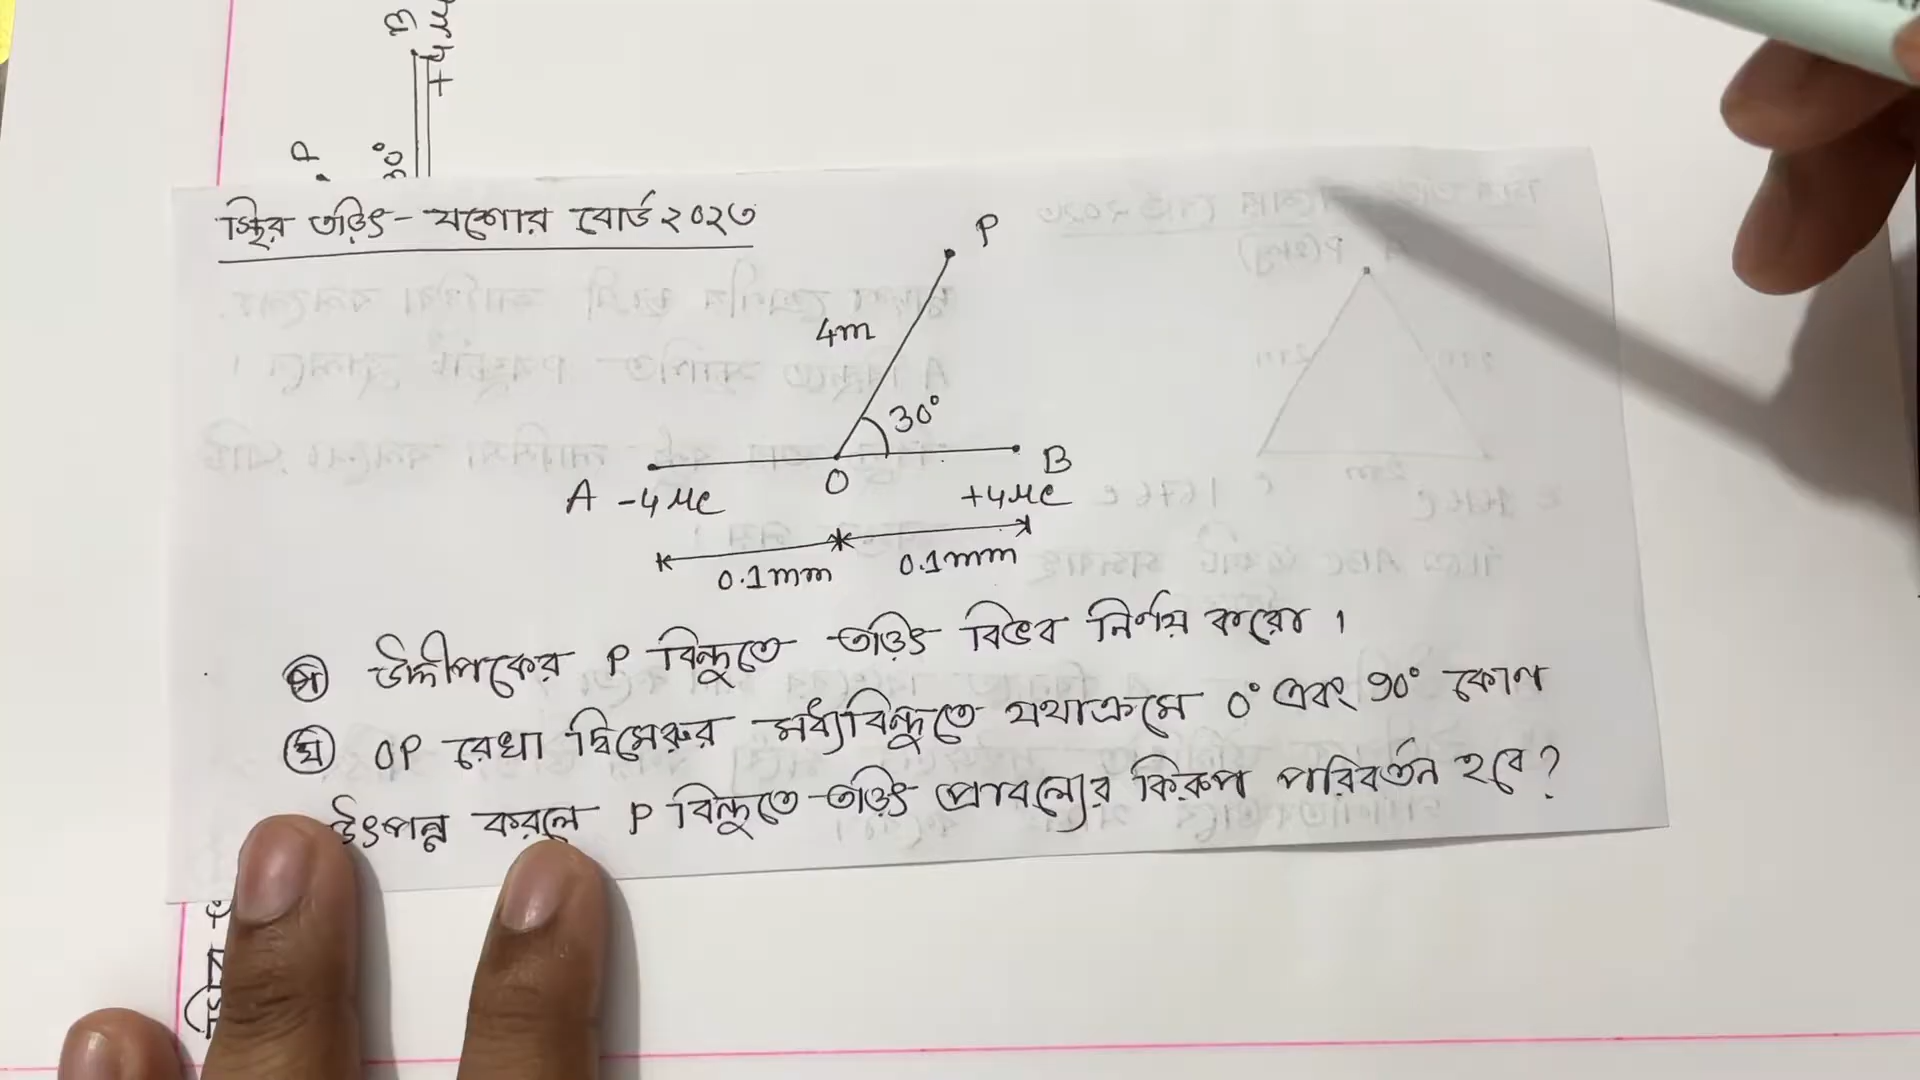 স্থির তড়িৎ - যশোর বোর্ড ২০২৩
P
4m
30°
A -4μC
O
B
+4μC
0.1mm
0.1mm
গ উদ্দীপকের P বিন্দুতে তড়িৎ বিভব নির্ণয় করো।
ঘ OP রেখা দ্বিমেরুর মধ্যবিন্দুতে যথাক্রমে 0° এবং 90° কোণ
উৎপন্ন করলে P বিন্দুতে তড়িৎ প্রাবল্যের কিরূপ পরিবর্তন হবে?